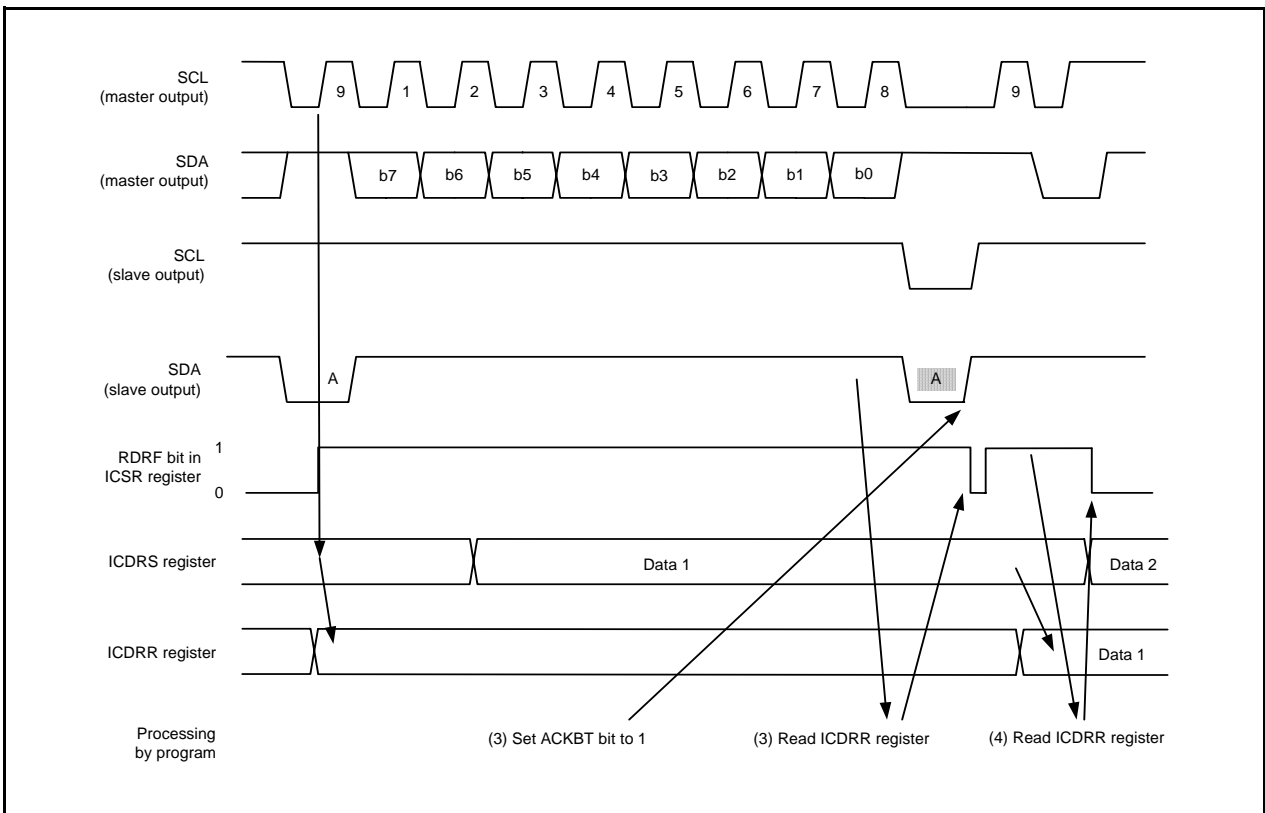 SCL
(master output)
9 1 2 3 4 5 6 7 8 9
SDA
(master output)
b7 b6 b5 b4 b3 b2 b1 b0
SCL
(slave output)
SDA
(slave output)
A A
RDRF bit in
ICSR register
1
0
ICDRS register
Data 1 Data 2
ICDRR register
Data 1
Processing
by program
(3) Set ACKBT bit to 1 (3) Read ICDRR register (4) Read ICDRR register